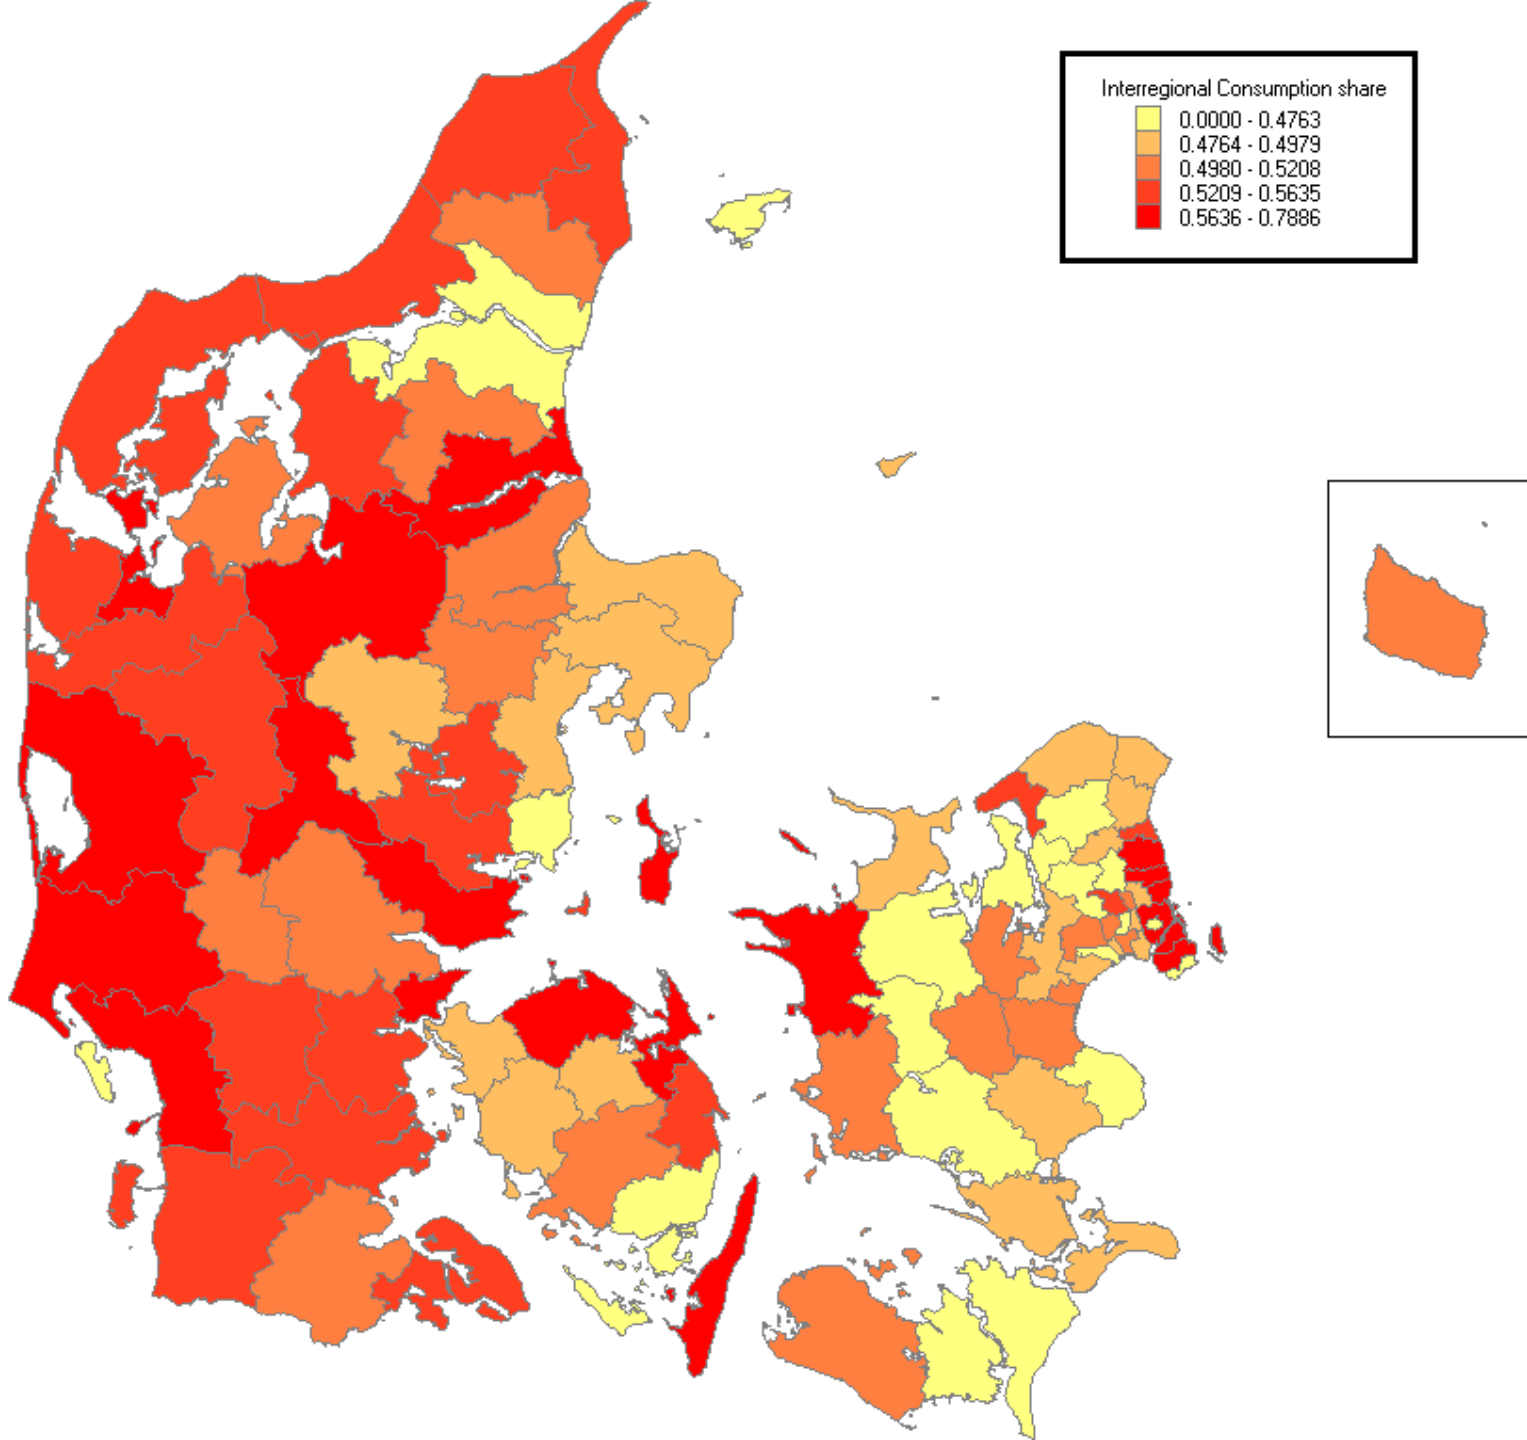 Interregional Consumption share
0.0000 - 0.4763
0.4764 - 0.4979
0.4980 - 0.5208
0.5209 - 0.5635
0.5636 - 0.7886